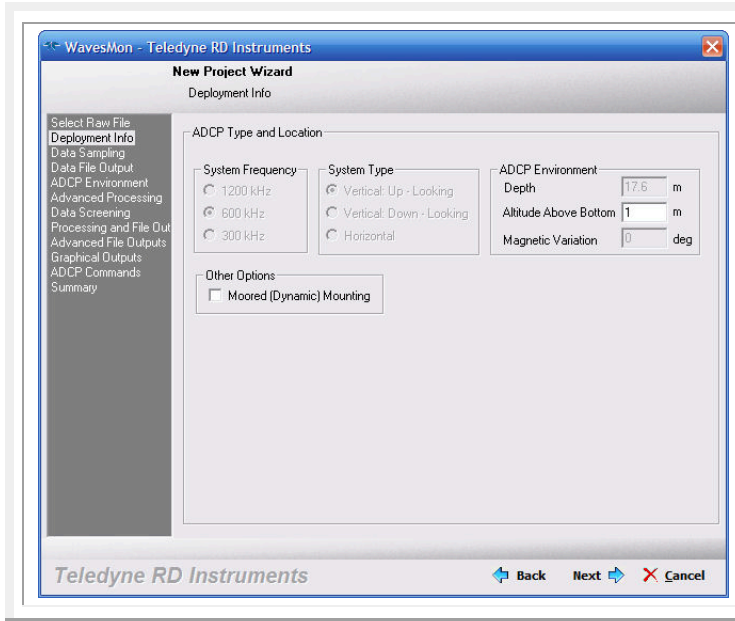 WavesMon - Teledyne RD Instruments
New Project Wizard
Deployment Info
Select Raw File
Deployment Info
Data Sampling
Data File Output
ADCP Environment
Advanced Processing
Data Screening
Processing and File Out
Advanced File Outputs
Graphical Outputs
ADCP Commands
Summary
ADCP Type and Location
System Frequency
1200 kHz
600 kHz
300 kHz
System Type
Vertical: Up - Looking
Vertical: Down - Looking
Horizontal
ADCP Environment
Depth 17.6 m
Altitude Above Bottom 1 m
Magnetic Variation 0 deg
Other Options
Moored (Dynamic) Mounting
Teledyne RD Instruments
Back Next Cancel